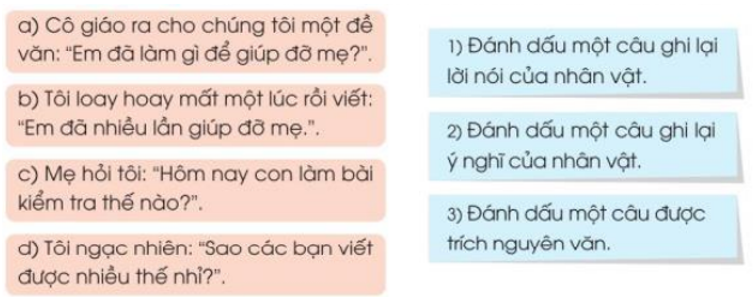 a) Cô giáo ra cho chúng tôi một đề
văn: “Em đã làm gì để giúp đỡ mẹ?”.
b) Tôi loay hoay mất một lúc rồi viết:
“Em đã nhiều lần giúp đỡ mẹ.”.
c) Mẹ hỏi tôi: “Hôm nay con làm bài
kiểm tra thế nào?”.
d) Tôi ngạc nhiên: “Sao các bạn viết
được nhiều thế nhỉ?”.
1) Đánh dấu một câu ghi lại
lời nói của nhân vật.
2) Đánh dấu một câu ghi lại
ý nghĩ của nhân vật.
3) Đánh dấu một câu được
trích nguyên văn.